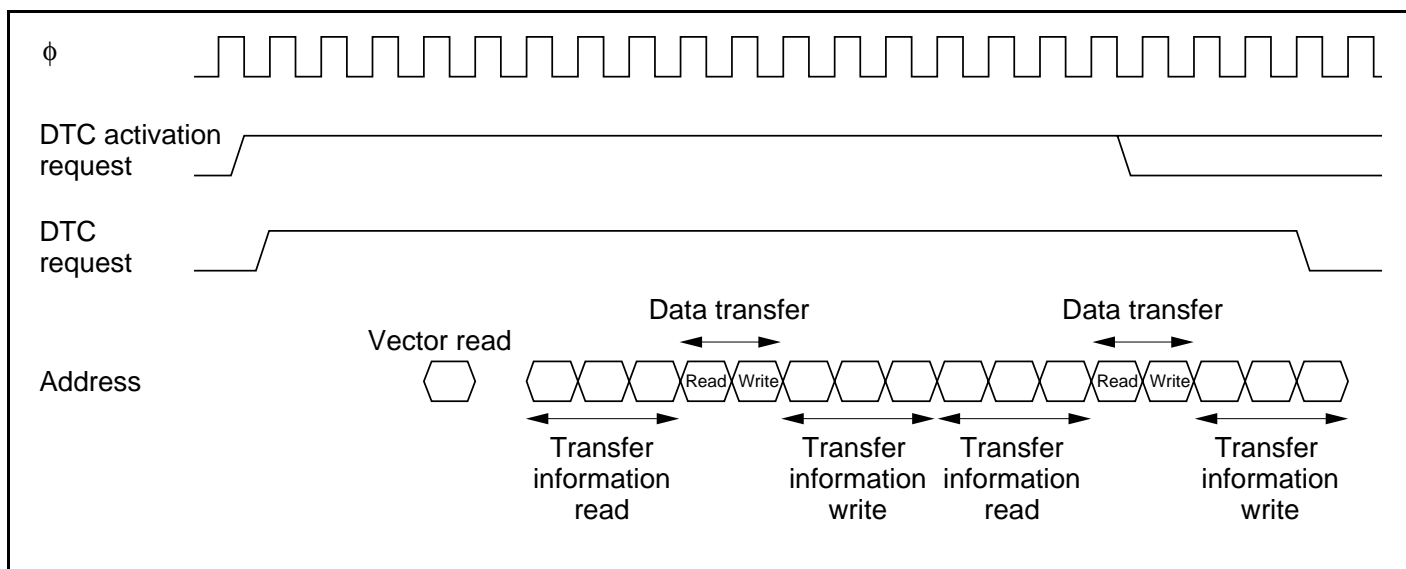 ϕ
DTC activation
request
DTC
request
Data transfer
Data transfer
Vector read
Address
Read
Write
Read
Write
Transfer
information
read
Transfer
information
write
Transfer
information
read
Transfer
information
write